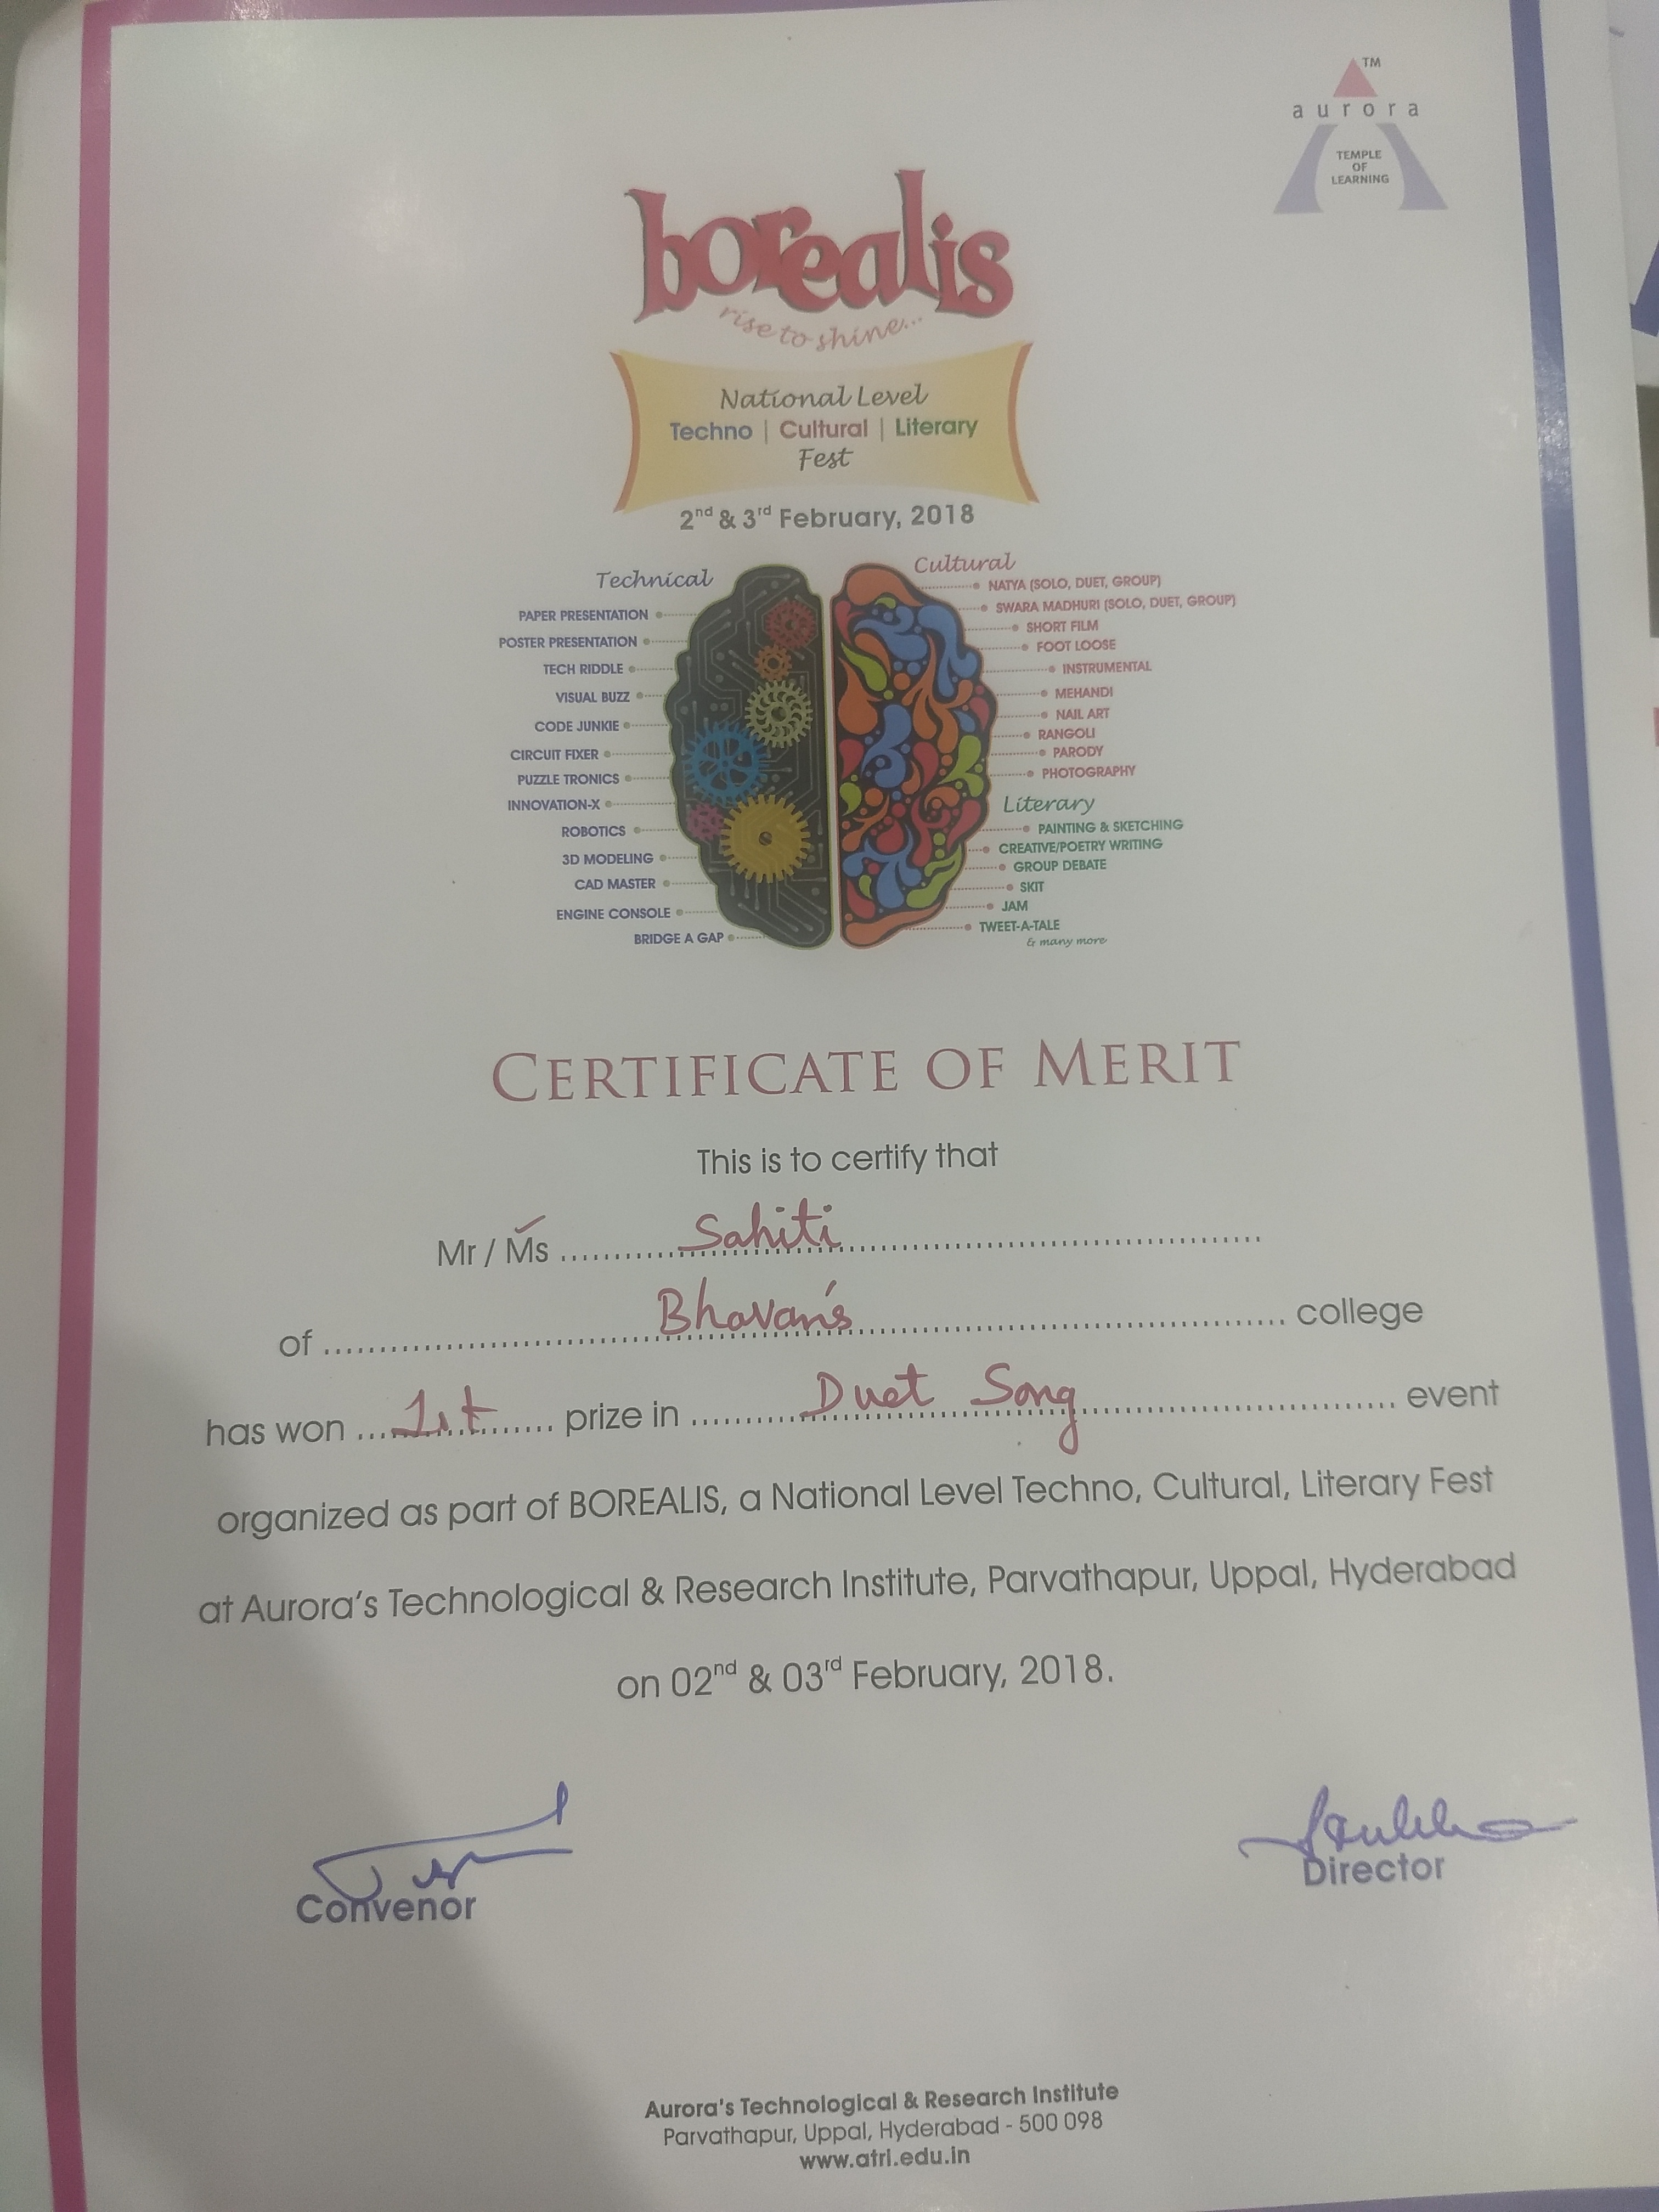 TM
aurora
TEMPLE
OF
LEARNING
borealis
rise to shine...
National Level
Techno | Cultural | Literary
Fest
2nd & 3rd February, 2018
Technical
PAPER PRESENTATION
POSTER PRESENTATION
TECH RIDDLE
VISUAL BUZZ
CODE JUNKIE
CIRCUIT FIXER
PUZZLE TRONICS
INNOVATION-X
ROBOTICS
3D MODELING
CAD MASTER
ENGINE CONSOLE
BRIDGE A GAP
Cultural
NATYA (SOLO, DUET, GROUP)
SWARA MADHURI (SOLO, DUET, GROUP)
SHORT FILM
FOOT LOOSE
INSTRUMENTAL
MEHANDI
NAIL ART
RANGOLI
PARODY
PHOTOGRAPHY
Literary
PAINTING & SKETCHING
CREATIVE/POETRY WRITING
GROUP DEBATE
SKIT
JAM
TWEET-A-TALE
& many more
CERTIFICATE OF MERIT
This is to certify that
Mr / Ms Sahiti
of Bhavan's college
has won 1st prize in Duet Song event
organized as part of BOREALIS, a National Level Techno, Cultural, Literary Fest
at Aurora's Technological & Research Institute, Parvathapur, Uppal, Hyderabad
on 02nd & 03rd February, 2018.
Convenor
Director
Aurora's Technological & Research Institute
Parvathapur, Uppal, Hyderabad - 500 098
www.atri.edu.in